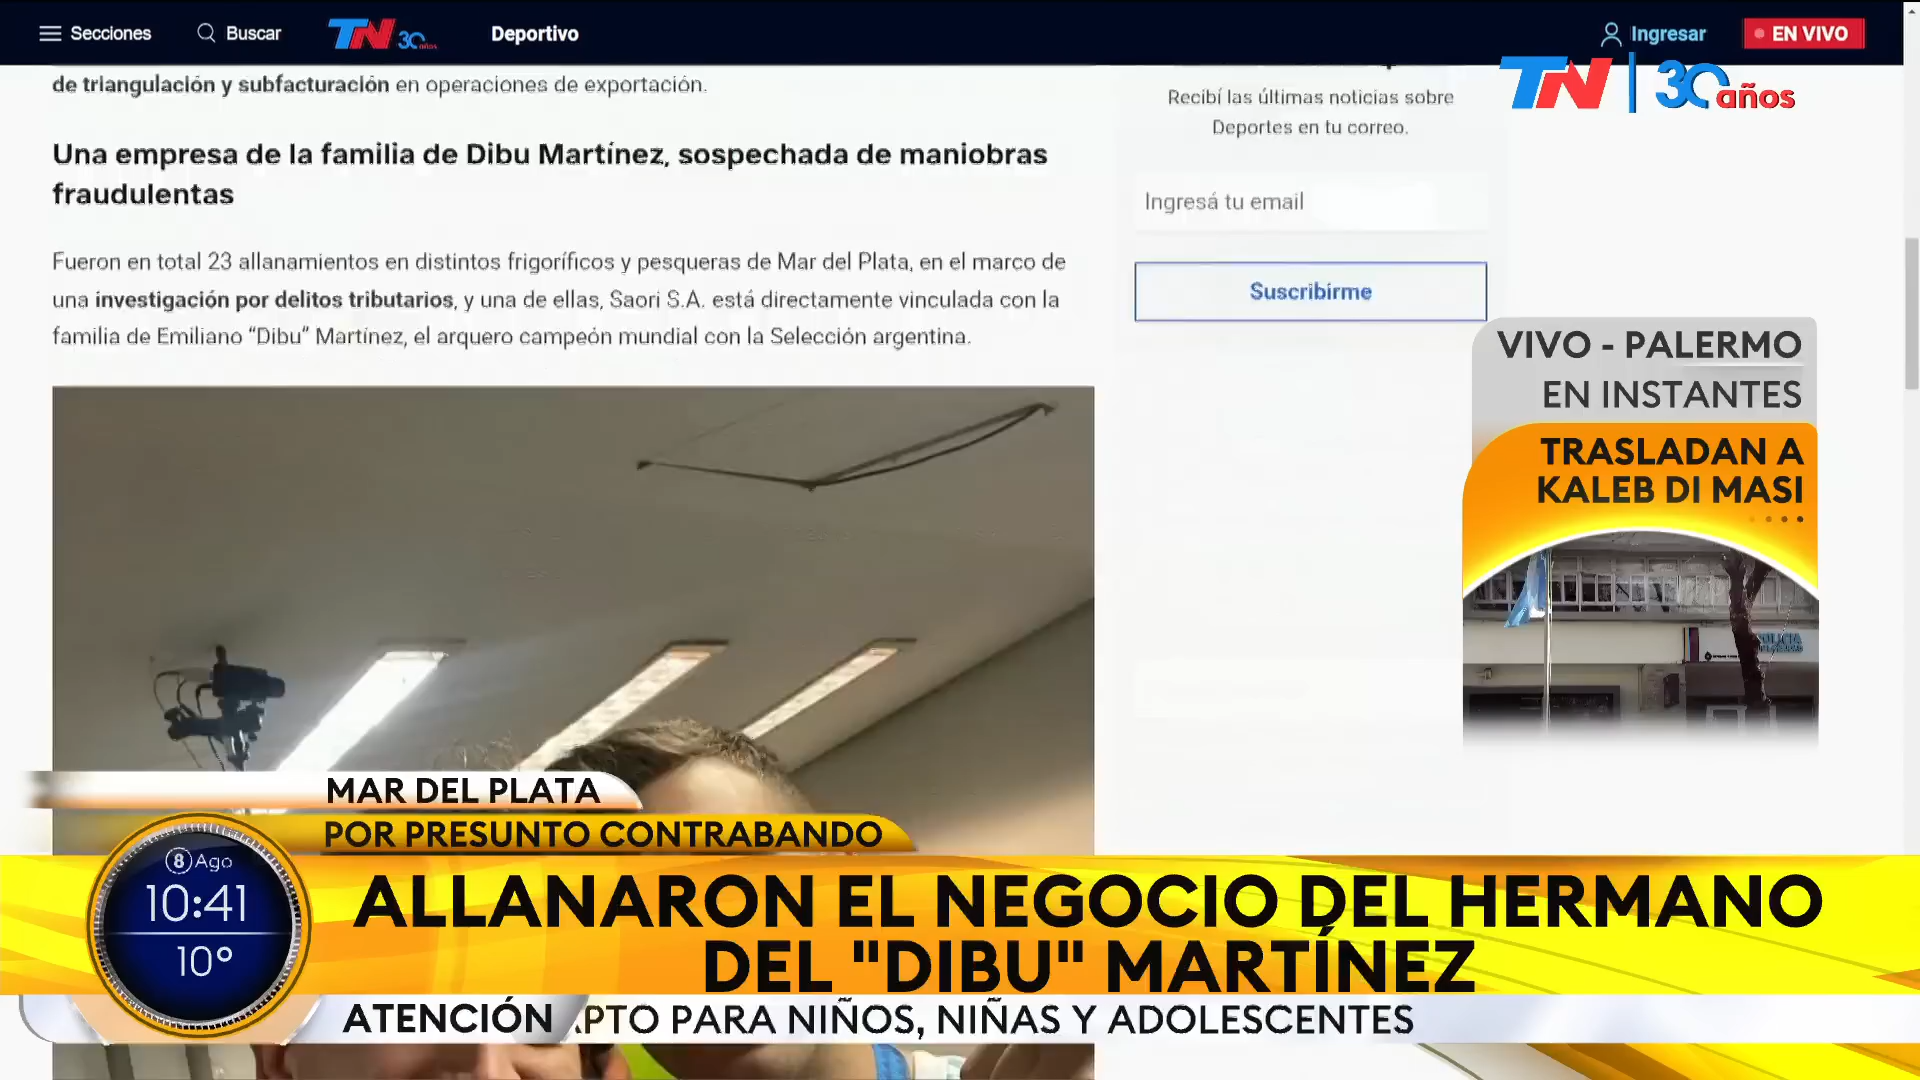 Secciones
Buscar
TN 30 años
Deportivo
Ingresar
EN VIVO
TN 30 años
de triangulación y subfacturación en operaciones de exportación.
Una empresa de la familia de Dibu Martínez, sospechada de maniobras
fraudulentas
Fueron en total 23 allanamientos en distintos frigoríficos y pesqueras de Mar del Plata, en el marco de
una investigación por delitos tributarios, y una de ellas, Saori S.A. está directamente vinculada con la
familia de Emiliano “Dibu” Martínez, el arquero campeón mundial con la Selección argentina.
Recibí las últimas noticias sobre
Deportes en tu correo.
Ingresá tu email
Suscribirme
VIVO - PALERMO
EN INSTANTES
TRASLADAN A
KALEB DI MASI
MAR DEL PLATA
POR PRESUNTO CONTRABANDO
8 Ago
10:41
10°
ALLANARON EL NEGOCIO DEL HERMANO
DEL "DIBU" MARTÍNEZ
ATENCIÓN
APTO PARA NIÑOS, NIÑAS Y ADOLESCENTES